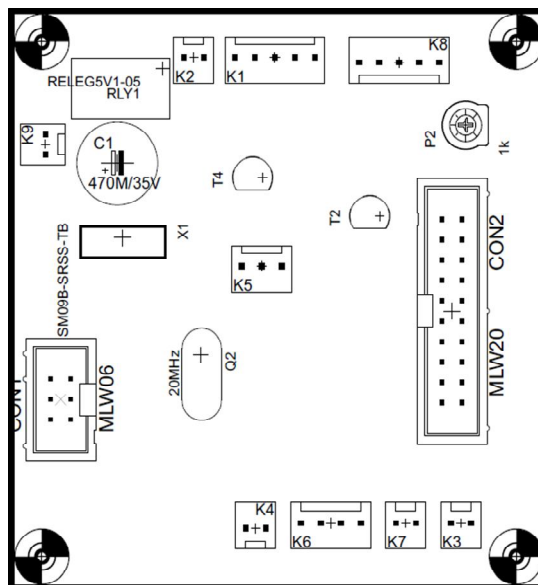 K2
K1
K8
RELEG5V1-05
RLY1
K9
C1
+
470M/35V
P2
1k
T4
T2
SM09B-SRSS-TB
X1
CON2
K5
20MHz
Q2
MLW20
CON1
MLW06
K4
K6
K7
K3